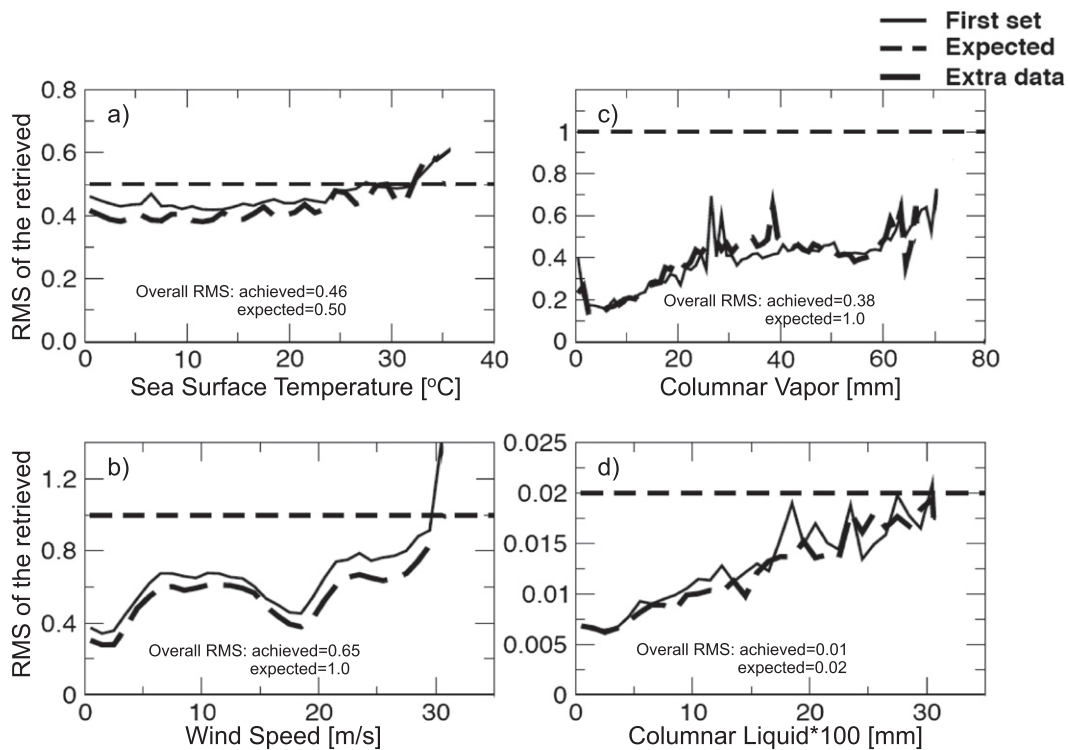 First set
Expected
Extra data
RMS of the retrieved
0.8
0.6
0.4
0.2
0.0
a)
Overall RMS: achieved=0.46
expected=0.50
0 10 20 30 40
Sea Surface Temperature [oC]
1
0.8
0.6
0.4
0.2
0
c)
Overall RMS: achieved=0.38
expected=1.0
0 20 40 60 80
Columnar Vapor [mm]
RMS of the retrieved
1.2
0.8
0.4
0
b)
Overall RMS: achieved=0.65
expected=1.0
0 10 20 30
Wind Speed [m/s]
0.025
0.02
0.015
0.01
0.005
0
d)
Overall RMS: achieved=0.01
expected=0.02
0 10 20 30
Columnar Liquid*100 [mm]